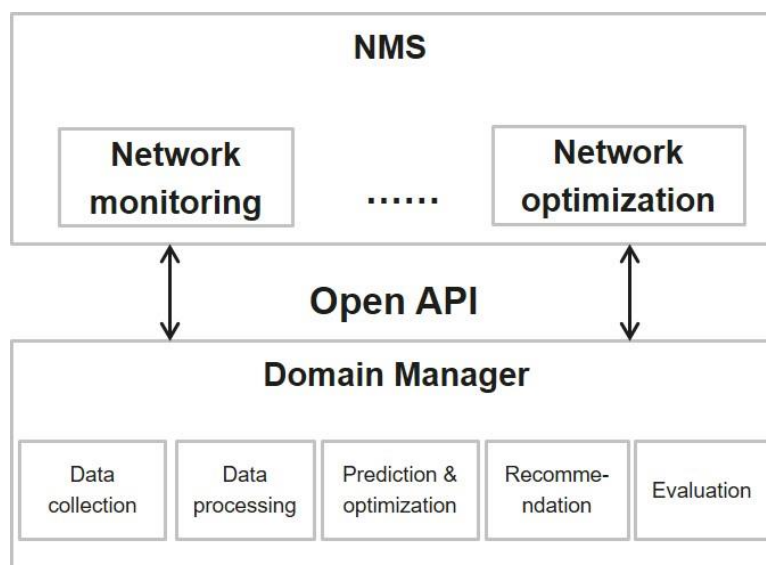 NMS
Network
monitoring
......
Network
optimization
Open API
Domain Manager
Data
collection
Data
processing
Prediction &
optimization
Recomme-
ndation
Evaluation